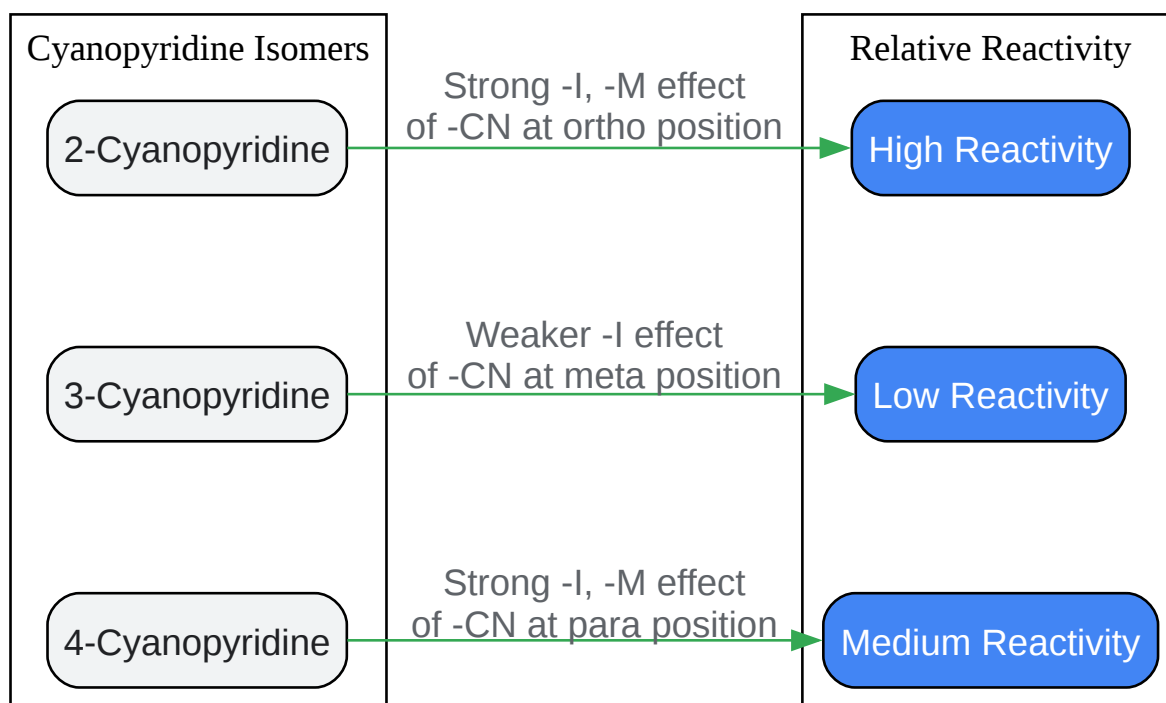 Cyanopyridine Isomers
Relative Reactivity
Strong -I, -M effect
of -CN at ortho position
2-Cyanopyridine
High Reactivity
Weaker -I effect
of -CN at meta position
3-Cyanopyridine
Low Reactivity
Strong -I, -M effect
of -CN at para position
4-Cyanopyridine
Medium Reactivity